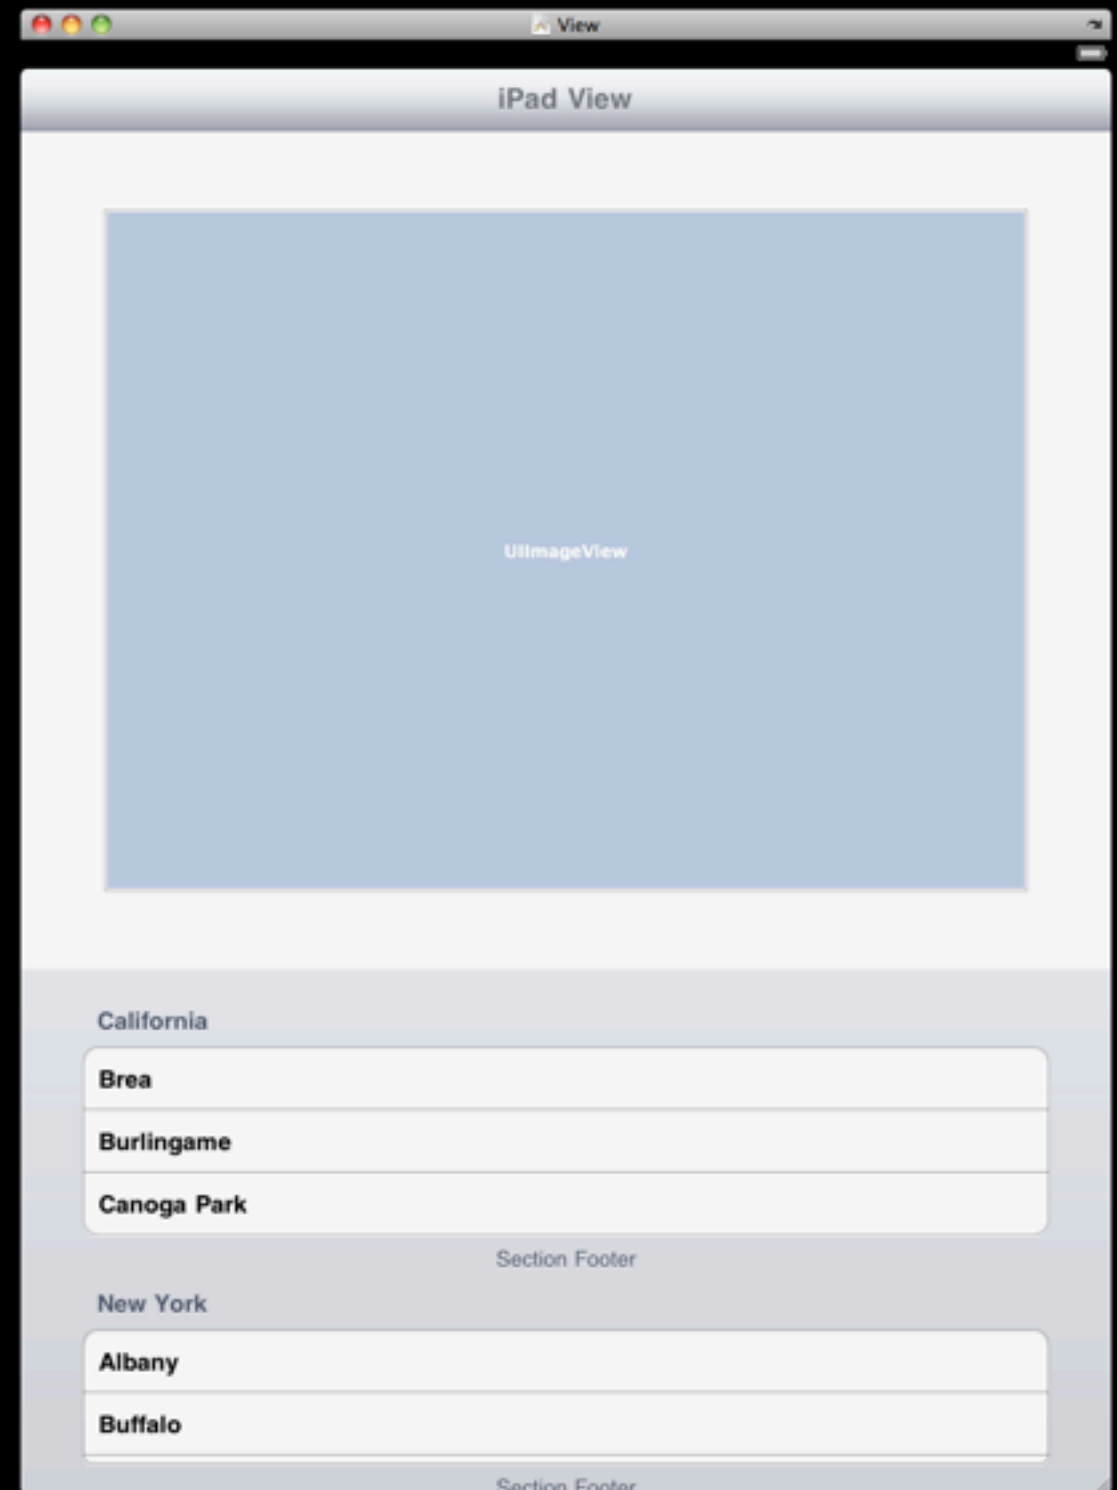 View
iPad View
UIImageView
California
Brea
Burlingame
Canoga Park
Section Footer
New York
Albany
Buffalo
Section Footer